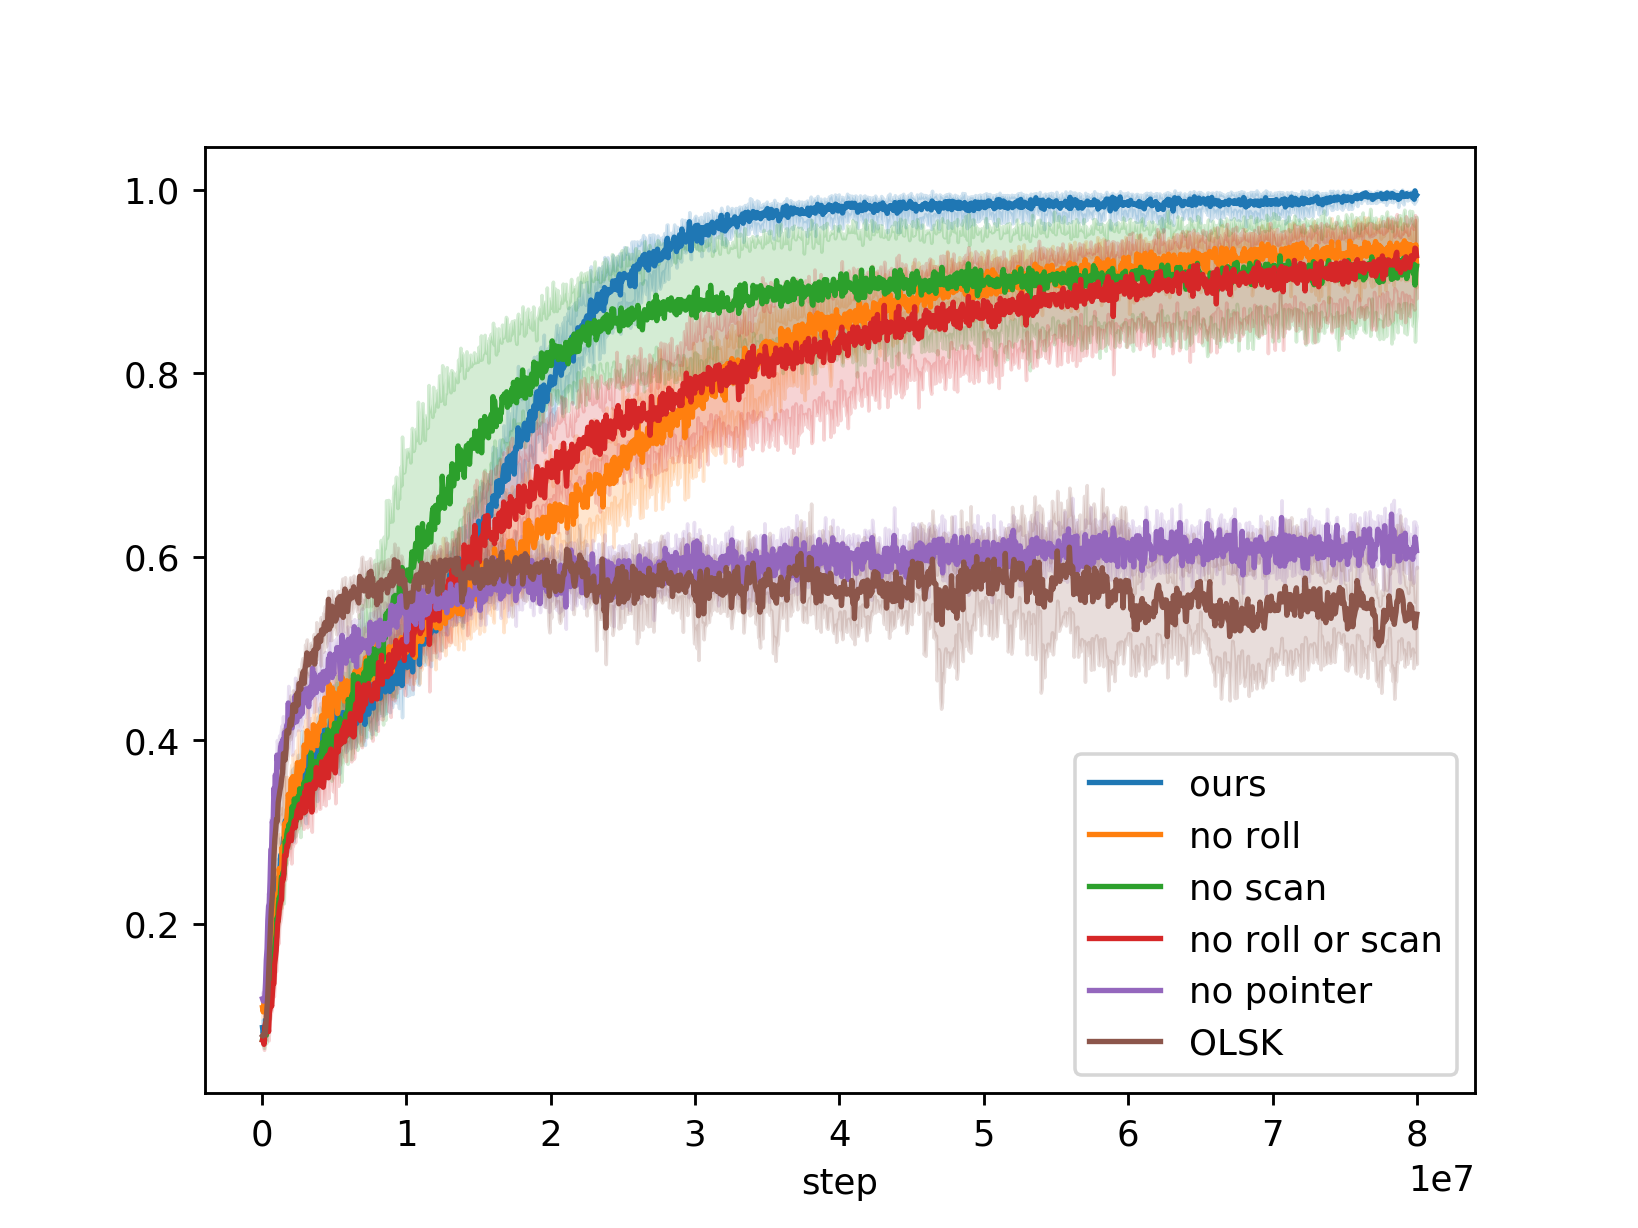 1.0
0.8
0.6
0.4
0.2
ours
no roll
no scan
no roll or scan
no pointer
OLSK
0 1 2 3 4 5 6 7 8
1e7
step